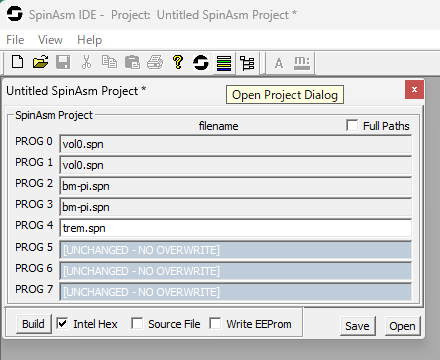 SpinAsm IDE - Project: Untitled SpinAsm Project *
File View Help
A m:
Untitled SpinAsm Project * x
Open Project Dialog
SpinAsm Project
filename Full Paths
PROG 0 vol0.spn
PROG 1 vol0.spn
PROG 2 bm-pi.spn
PROG 3 bm-pi.spn
PROG 4 trem.spn
PROG 5 [UNCHANGED - NO OVERWRITE]
PROG 6 [UNCHANGED - NO OVERWRITE]
PROG 7 [UNCHANGED - NO OVERWRITE]
Build Intel Hex Source File Write EEProm Save Open